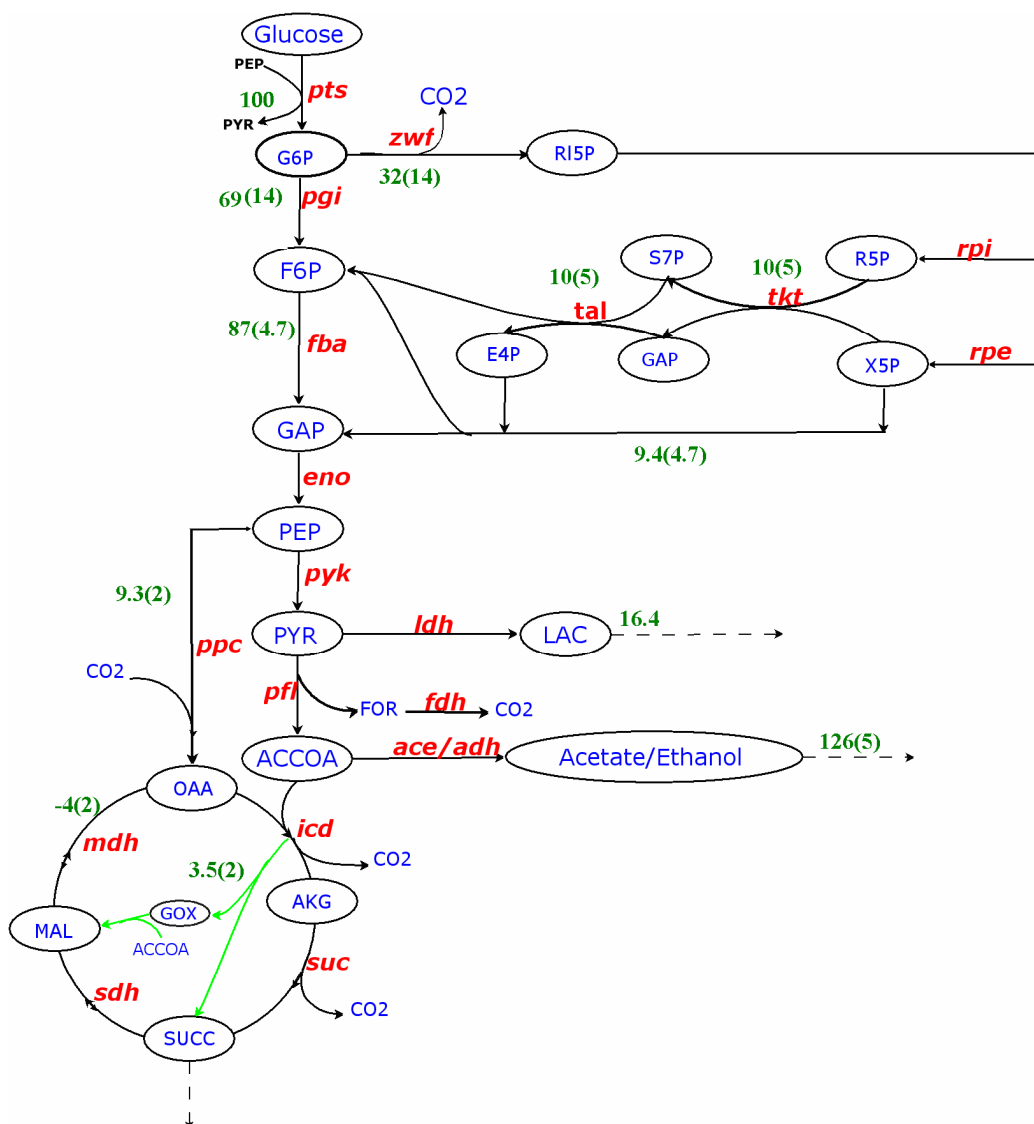 Glucose
PEP
pts
100
CO2
PYR
zwf
G6P
RI5P
32(14)
69(14)
pgi
S7P
R5P
rpi
F6P
10(5)
10(5)
tkt
tal
87(4.7)
fba
E4P
GAP
X5P
rpe
GAP
9.4(4.7)
eno
PEP
pyk
9.3(2)
PYR
ldh
LAC
16.4
ppc
CO2
pfl
FOR
fdh
CO2
ACCOA
ace/adh
Acetate/Ethanol
126(5)
OAA
-4(2)
icd
mdh
3.5(2)
CO2
AKG
GOX
MAL
ACCOA
suc
sdh
CO2
SUCC